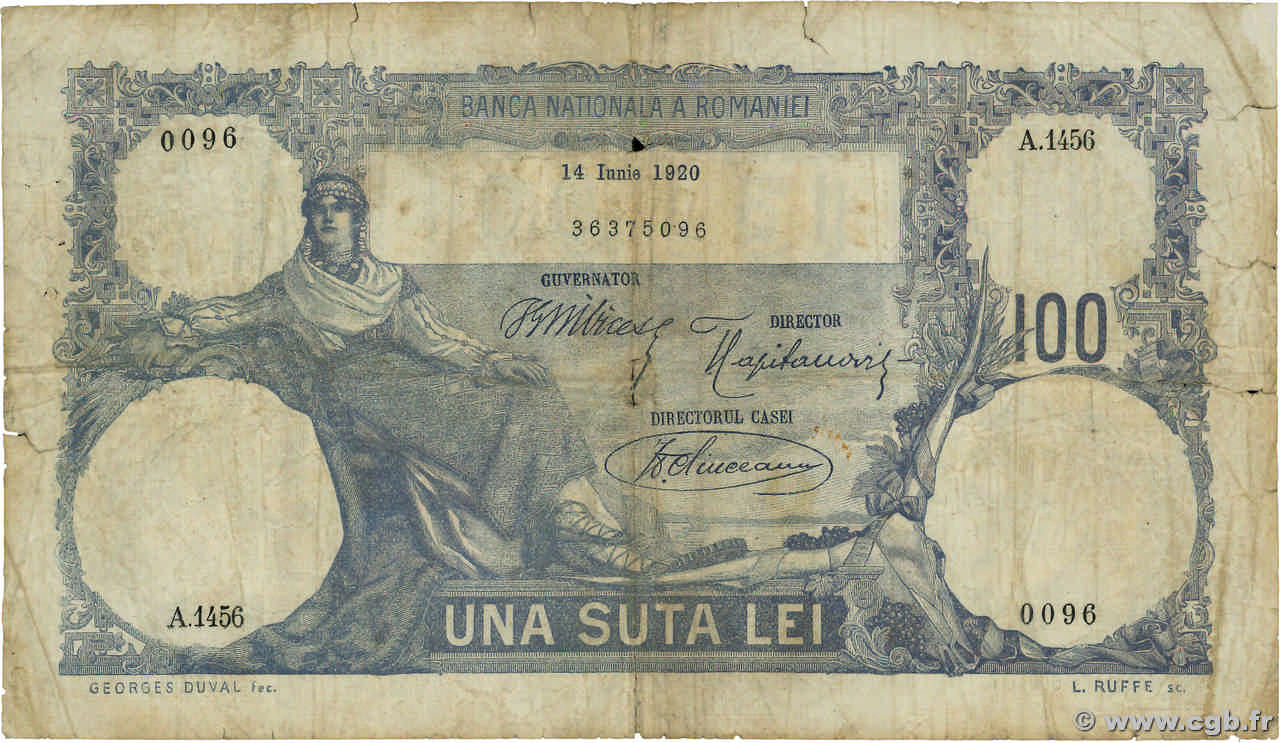 BANCA NATIONALA A ROMANIEI
0096
A.1456
14 Iunie 1920
36375096
GUVERNATOR
DIRECTOR
100
DIRECTORUL CASEI
A.1456
0096
UNA SUTA LEI
GEORGES DUVAL fec.
L. RUFFE sc.
© www.cgb.fr